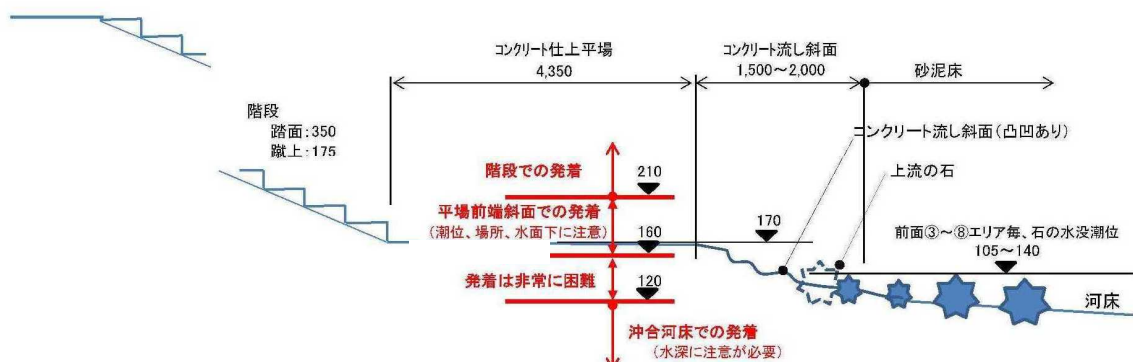 コンクリート仕上平場
4,350
コンクリート流し斜面
1,500～2,000
砂泥床
階段
踏面：350
蹴上：175
コンクリート流し斜面（凸凹あり）
上流の石
階段での発着
210
平場前端斜面での発着
（潮位、場所、水面下に注意）
160
170
前面③～⑧エリア毎、石の水没潮位
105～140
発着は非常に困難
120
河床
沖合河床での発着
（水深に注意が必要）